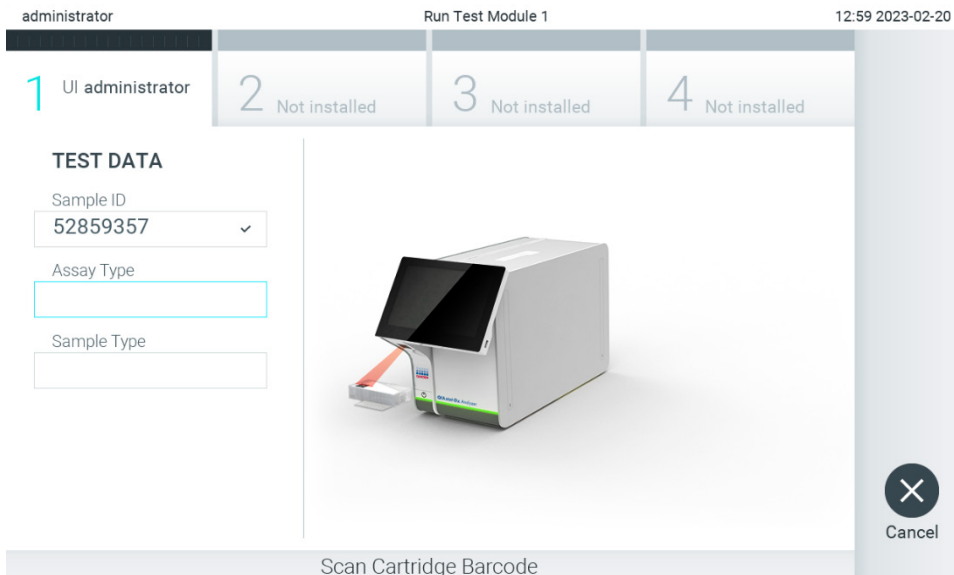 administrator
Run Test Module 1
12:59 2023-02-20
1 UI administrator
2 Not installed
3 Not installed
4 Not installed
TEST DATA
Sample ID
52859357
Assay Type
Sample Type
Cancel
Scan Cartridge Barcode